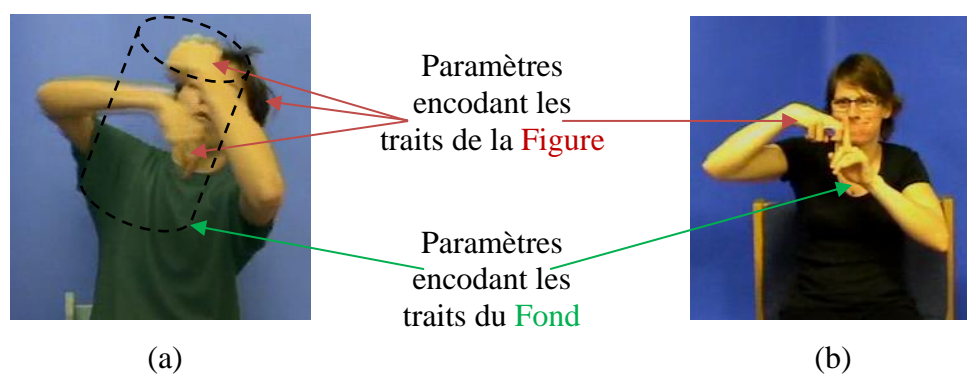 Paramètres
encodant les
traits de la Figure
Paramètres
encodant les
traits du Fond
(a)
(b)